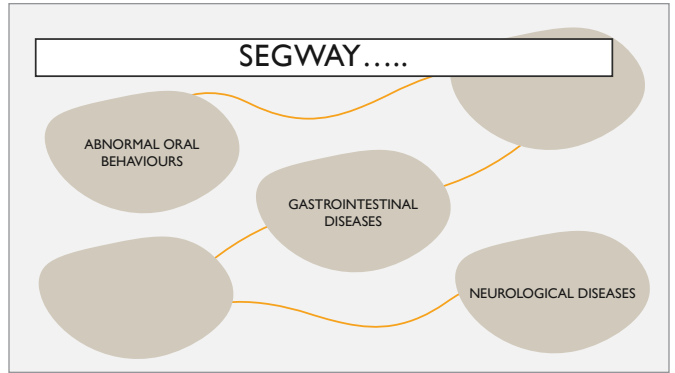 SEGWAY.....
ABNORMAL ORAL
BEHAVIOURS
GASTROINTESTINAL
DISEASES
NEUROLOGICAL DISEASES